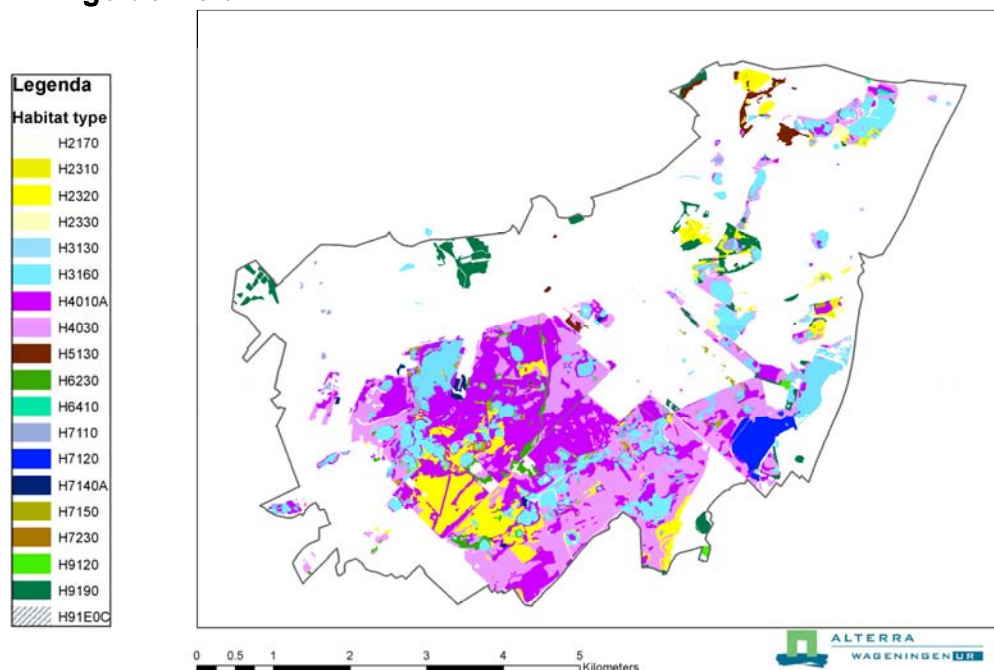 Legenda
Habitat type
H2170
H2310
H2320
H2330
H3130
H3160
H4010A
H4030
H5130
H6230
H6410
H7110
H7120
H7140A
H7150
H7230
H9120
H9190
H91E0C
0 0.5 1 2 3 4 5
Kilometers
ALTERRA
WAGENINGEN UR